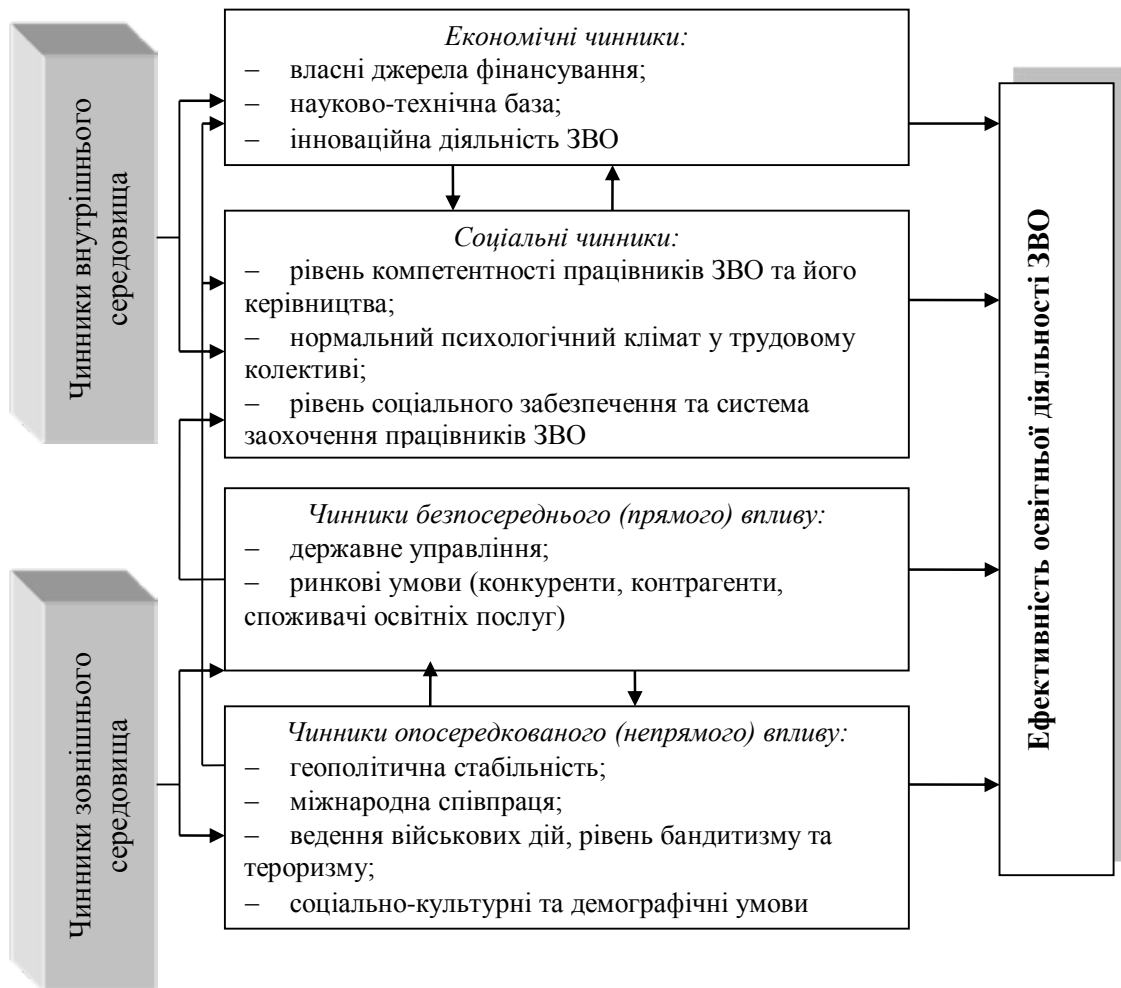 Чинники внутрішнього
середовища
Економічні чинники:
– власні джерела фінансування;
– науково-технічна база;
– інноваційна діяльність ЗВО
Соціальні чинники:
– рівень компетентності працівників ЗВО та його
керівництва;
– нормальний психологічний клімат у трудовому
колективі;
– рівень соціального забезпечення та система
заохочення працівників ЗВО
Чинники зовнішнього
середовища
Чинники безпосереднього (прямого) впливу:
– державне управління;
– ринкові умови (конкуренти, контрагенти,
споживачі освітніх послуг)
Чинники опосередкованого (непрямого) впливу:
– геополітична стабільність;
– міжнародна співпраця;
– ведення військових дій, рівень бандитизму та
тероризму;
– соціально-культурні та демографічні умови
Ефективність освітньої діяльності ЗВО